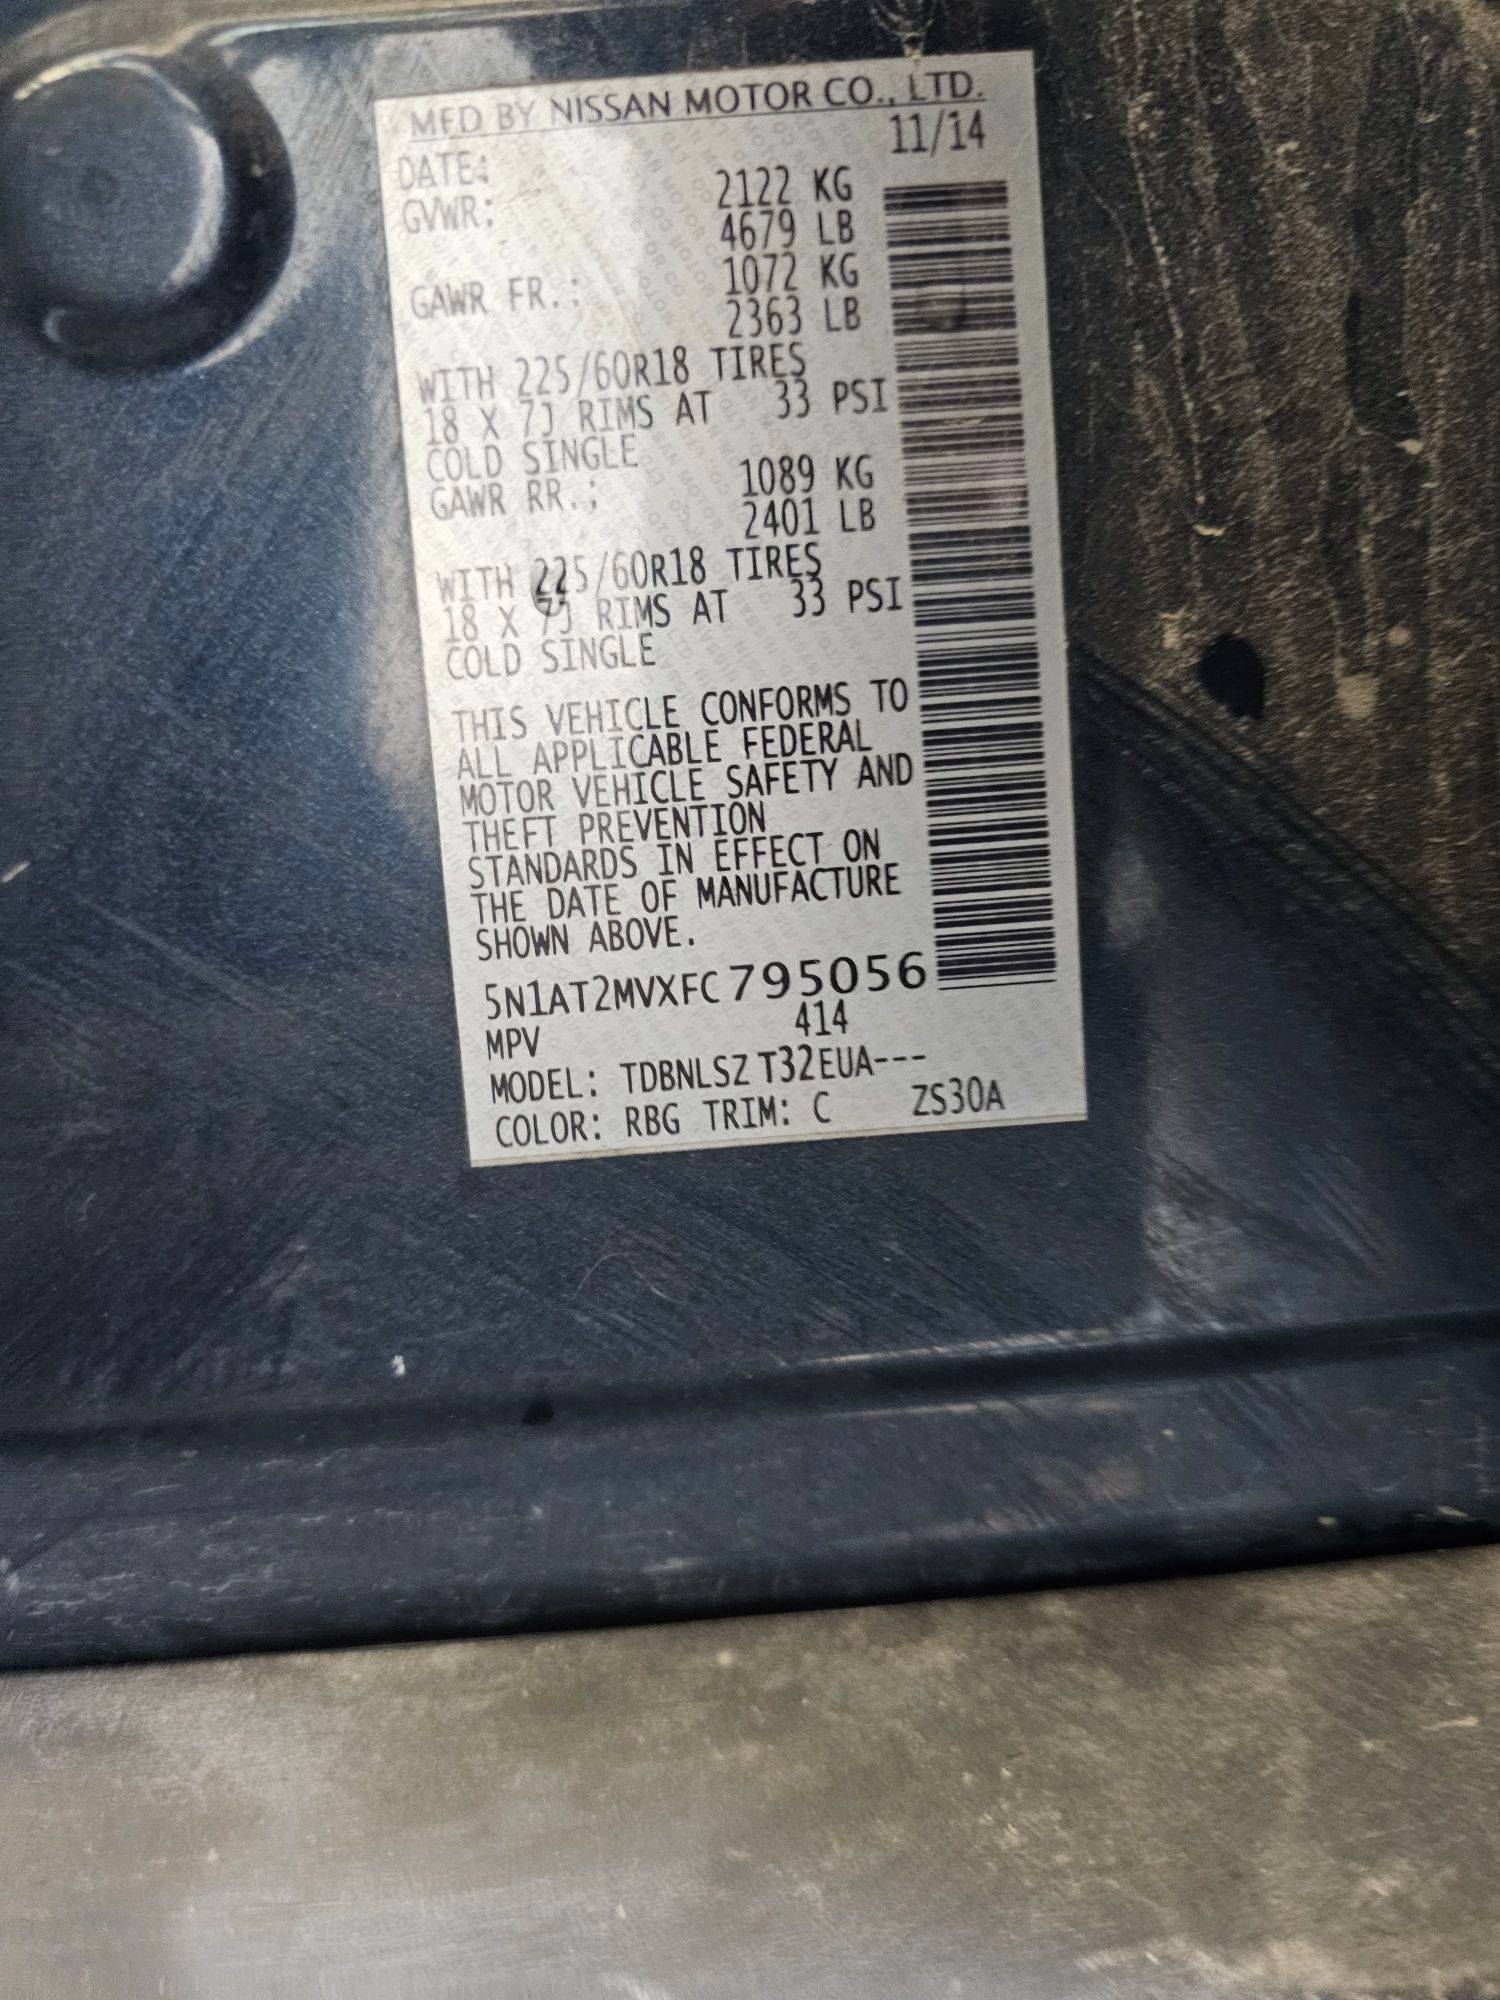 MFD BY NISSAN MOTOR CO., LTD.
DATE: 11/14
GVWR: 2122 KG
4679 LB
GAWR FR.: 1072 KG
2363 LB
WITH 225/60R18 TIRES
18 X 7J RIMS AT 33 PSI
COLD SINGLE
GAWR RR.: 1089 KG
2401 LB
WITH 225/60R18 TIRES
18 X 7J RIMS AT 33 PSI
COLD SINGLE
THIS VEHICLE CONFORMS TO
ALL APPLICABLE FEDERAL
MOTOR VEHICLE SAFETY AND
THEFT PREVENTION
STANDARDS IN EFFECT ON
THE DATE OF MANUFACTURE
SHOWN ABOVE.
5N1AT2MVXFC795056
MPV 414
MODEL: TDBNLSZ T32EUA---
COLOR: RBG TRIM: C ZS30A